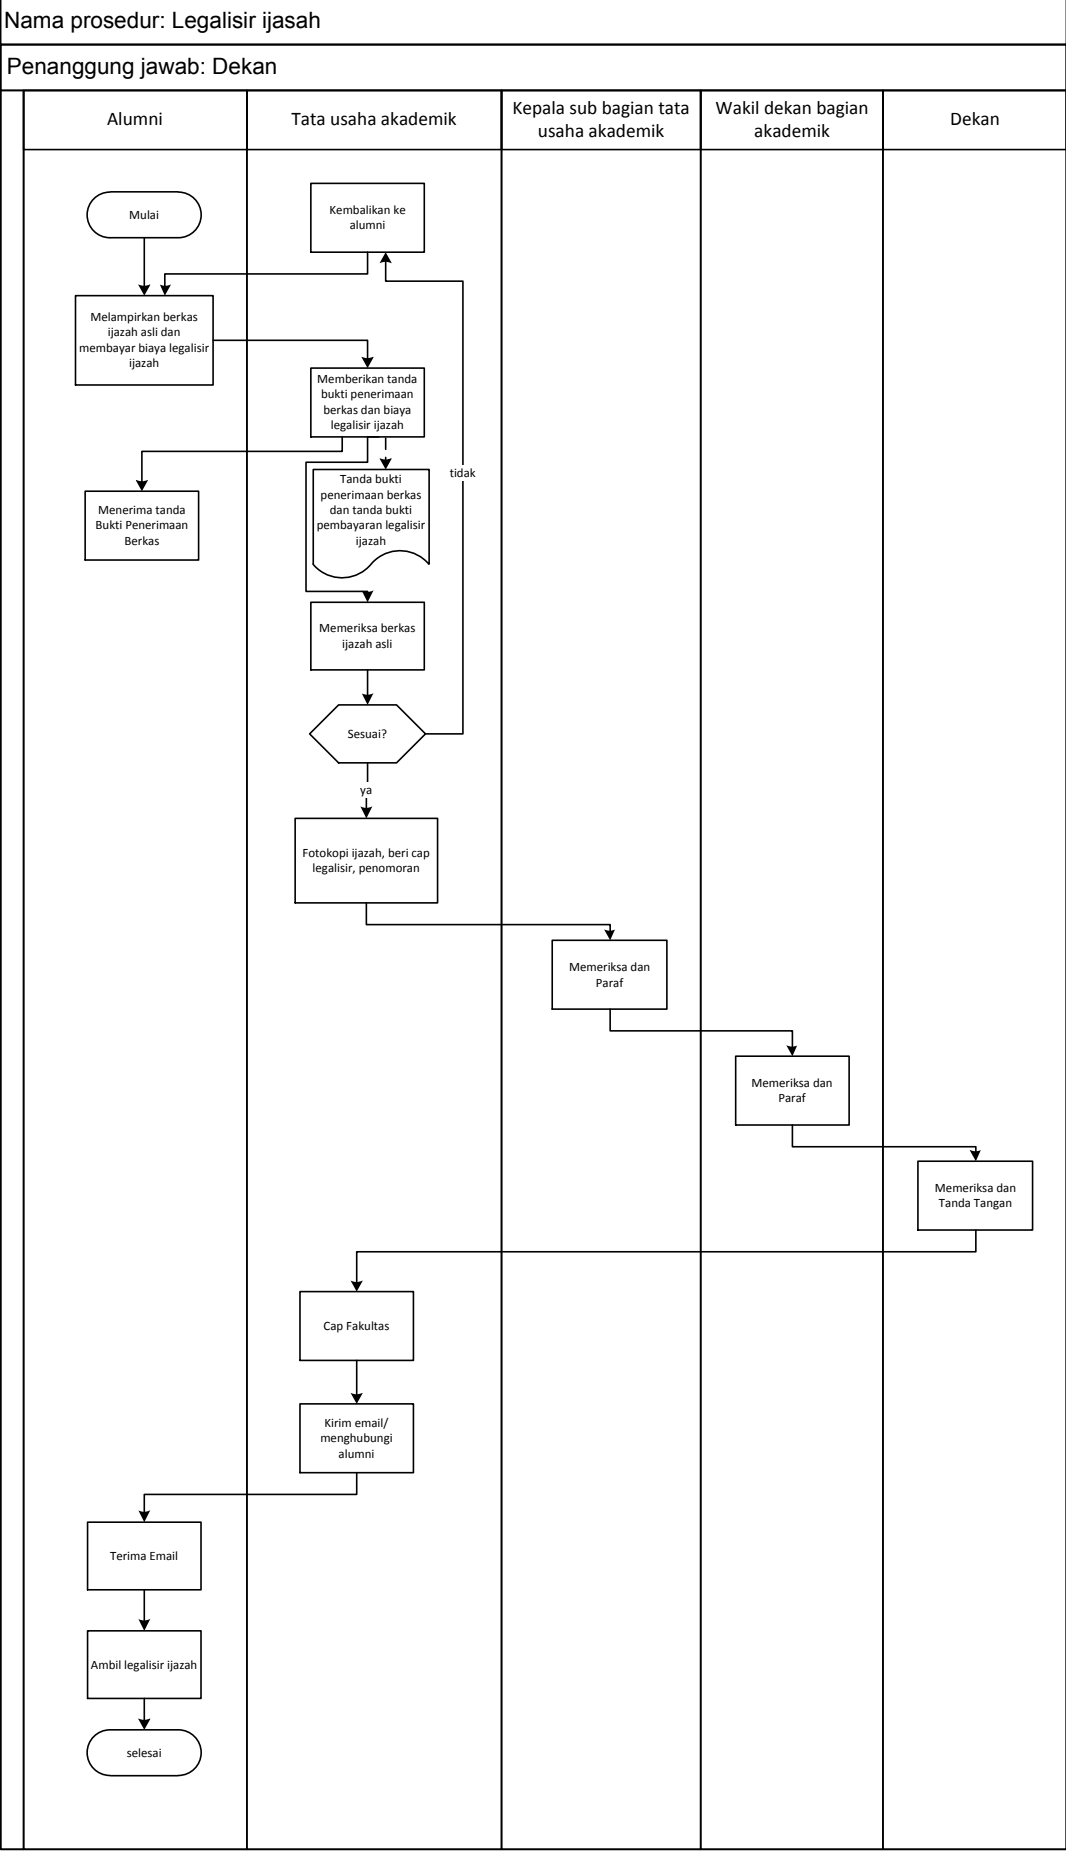 Nama prosedur: Legalisir ijasah
Penanggung jawab: Dekan
Alumni
Tata usaha akademik
Kepala sub bagian tata
usaha akademik
Wakil dekan bagian
akademik
Dekan
Mulai
Kembalikan ke
alumni
Melampirkan berkas
ijazah asli dan
membayar biaya legalisir
ijazah
Memberikan tanda
bukti penerimaan
berkas dan biaya
legalisir ijazah
tidak
Menerima tanda
Bukti Penerimaan
Berkas
Tanda bukti
penerimaan berkas
dan tanda bukti
pembayaran legalisir
ijazah
Memeriksa berkas
ijazah asli
Sesuai?
ya
Fotokopi ijazah, beri cap
legalisir, penomoran
Memeriksa dan
Paraf
Memeriksa dan
Paraf
Memeriksa dan
Tanda Tangan
Cap Fakultas
Kirim email/
menghubungi
alumni
Terima Email
Ambil legalisir ijazah
selesai